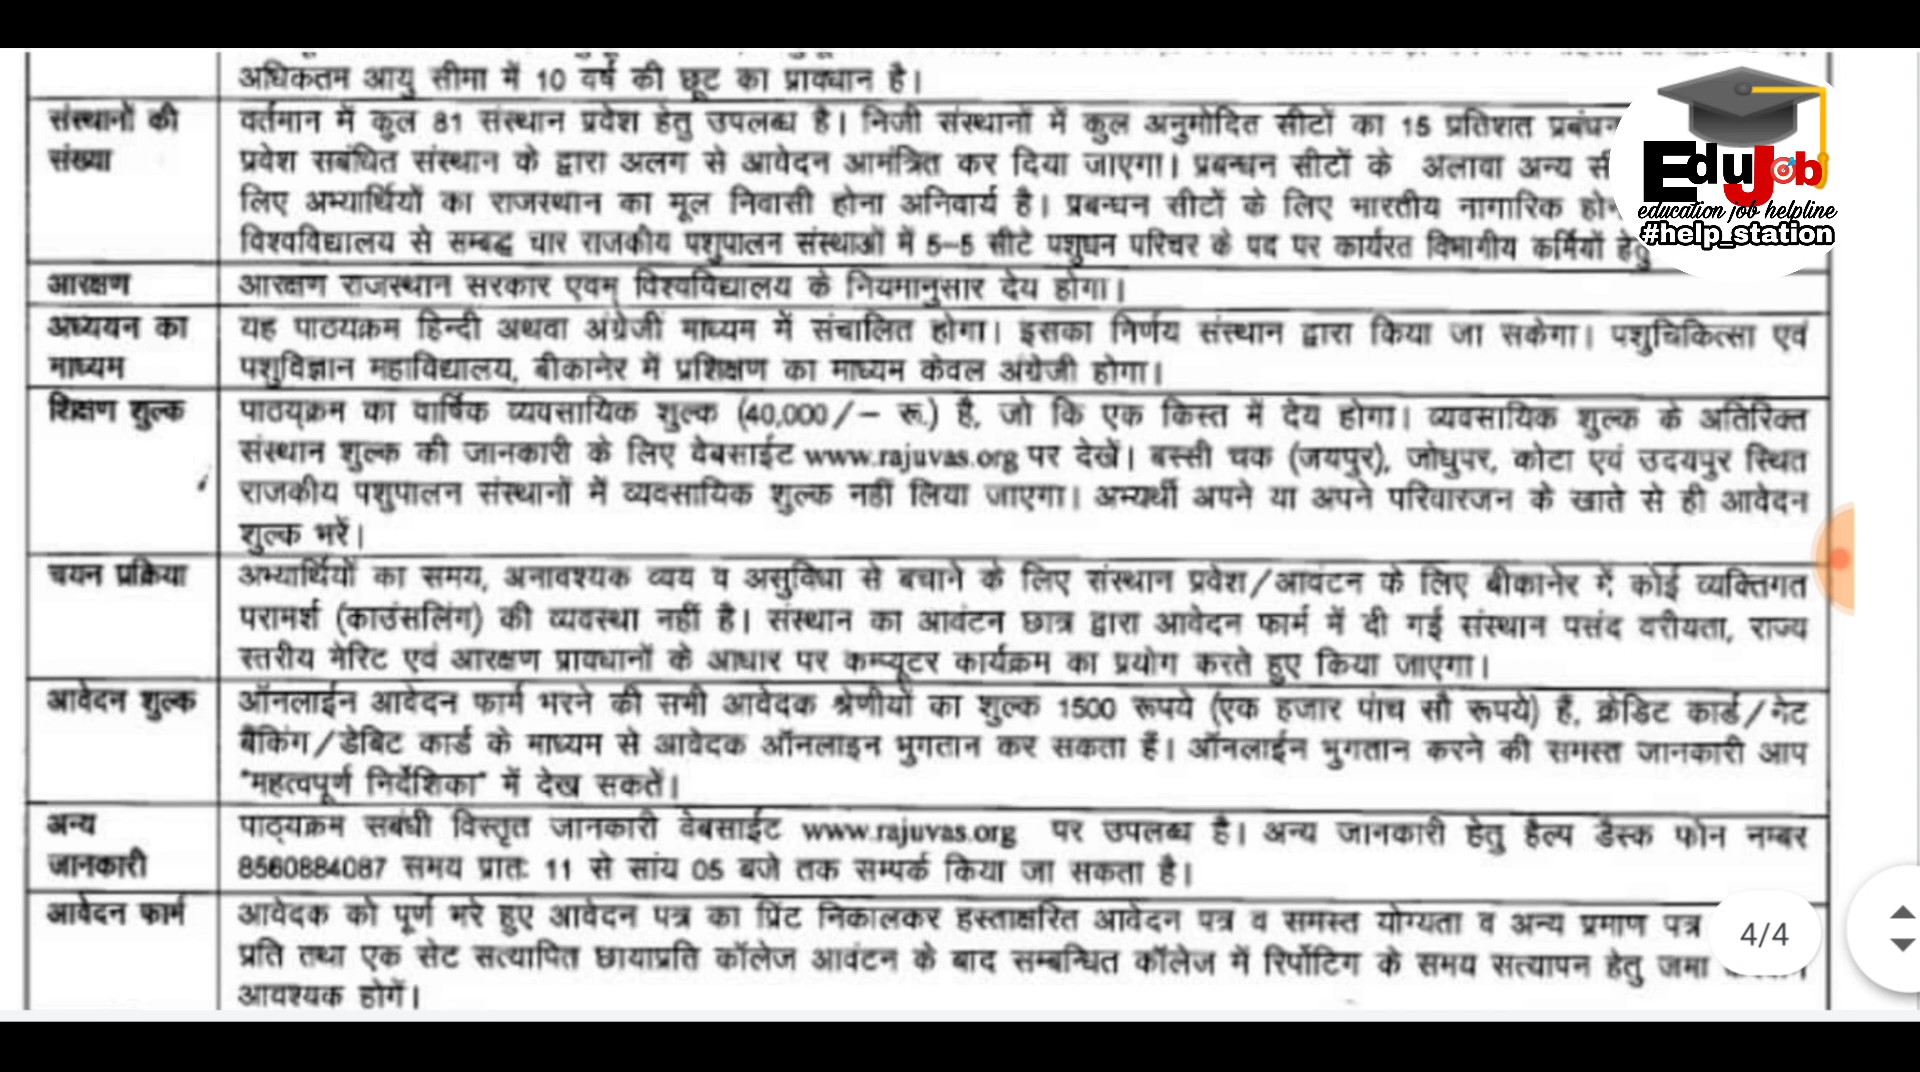 अधिकतम आयु सीमा में 10 वर्ष की छूट का प्रावधान है।
संस्थानों की संख्या
वर्तमान में कुल 81 संस्थान प्रवेश हेतु उपलब्ध है। निजी संस्थानों में कुल अनुमोदित सीटों का 15 प्रतिशत
प्रवेश सबंधित संस्थान के द्वारा अलग से आवेदन आमंत्रित कर दिया जाएगा। प्रबन्धन सीटों के अलावा अन्य
लिए अभ्यार्थियों का राजस्थान का मूल निवासी होना अनिवार्य है। प्रबन्धन सीटों के लिए भारतीय नागारिक
विश्वविद्यालय से सम्बद्ध चार राजकीय पशुपालन संस्थाओं में 5–5 सीटे पशुधन परिचर के पद पर कार्यरत विभागीय कर्मियों हेतु
आरक्षण
आरक्षण राजस्थान सरकार एवम् विश्वविद्यालय के नियमानुसार देय होगा।
अध्ययन का माध्यम
यह पाठयक्रम हिन्दी अथवा अंग्रेजी माध्यम में संचालित होगा। इसका निर्णय संस्थान द्वारा किया जा सकेगा। पशुचिकित्सा एवं
पशुविज्ञान महाविद्यालय, बीकानेर में प्रशिक्षण का माध्यम केवल अंग्रेजी होगा।
शिक्षण शुल्क
पाठय्क्रम का वार्षिक व्यवसायिक शुल्क (40,000/– रू.) है, जो कि एक किस्त में देय होगा। व्यवसायिक शुल्क के अतिरिक्त
संस्थान शुल्क की जानकारी के लिए वेबसाईट www.rajuvas.org पर देखें। बस्सी चक (जयपुर), जोधुपर, कोटा एवं उदयपुर स्थित
राजकीय पशुपालन संस्थानों में व्यवसायिक शुल्क नहीं लिया जाएगा। अभ्यर्थी अपने या अपने परिवारजन के खाते से ही आवेदन
शुल्क भरें।
चयन प्रक्रिया
अभ्यार्थियों का समय, अनावश्यक व्यय व असुविधा से बचाने के लिए संस्थान प्रवेश/आवंटन के लिए बीकानेर में कोई व्यक्तिगत
परामर्श (काउंसलिंग) की व्यवस्था नहीं है। संस्थान का आवंटन छात्र द्वारा आवेदन फार्म में दी गई संस्थान पसंद वरीयता, राज्य
स्तरीय मेरिट एवं आरक्षण प्रावधानों के आधार पर कम्प्यूटर कार्यक्रम का प्रयोग करते हुए किया जाएगा।
आवेदन शुल्क
ऑनलाईन आवेदन फार्म भरने की सभी आवेदक श्रेणीयों का शुल्क 1500 रूपये (एक हजार पांच सौ रूपये) हैं, क्रेडिट कार्ड/नेट
बैंकिंग/डेबिट कार्ड के माध्यम से आवेदक ऑनलाइन भुगतान कर सकता हैं। ऑनलाईन भुगतान करने की समस्त जानकारी आप
"महत्वपूर्ण निर्देशिका" में देख सकतें।
अन्य जानकारी
पाठ्यक्रम सबंधी विस्तृत जानकारी वेबसाईट www.rajuvas.org पर उपलब्ध है। अन्य जानकारी हेतु हैल्प डैस्क फोन नम्बर
8560884087 समय प्रातः 11 से सांय 05 बजे तक सम्पर्क किया जा सकता है।
आवेदन फार्म
आवेदक को पूर्ण भरे हुए आवेदन पत्र का प्रिंट निकालकर हस्ताक्षरित आवेदन पत्र व समस्त योग्यता व अन्य प्रमाण पत्र
प्रति तथा एक सेट सत्यापित छायाप्रति कॉलेज आवंटन के बाद सम्बन्धित कॉलेज में रिर्पोटिग के समय सत्यापन हेतु जमा
आवश्यक होगें।
EduJob
education job helpline
#help_station
4/4